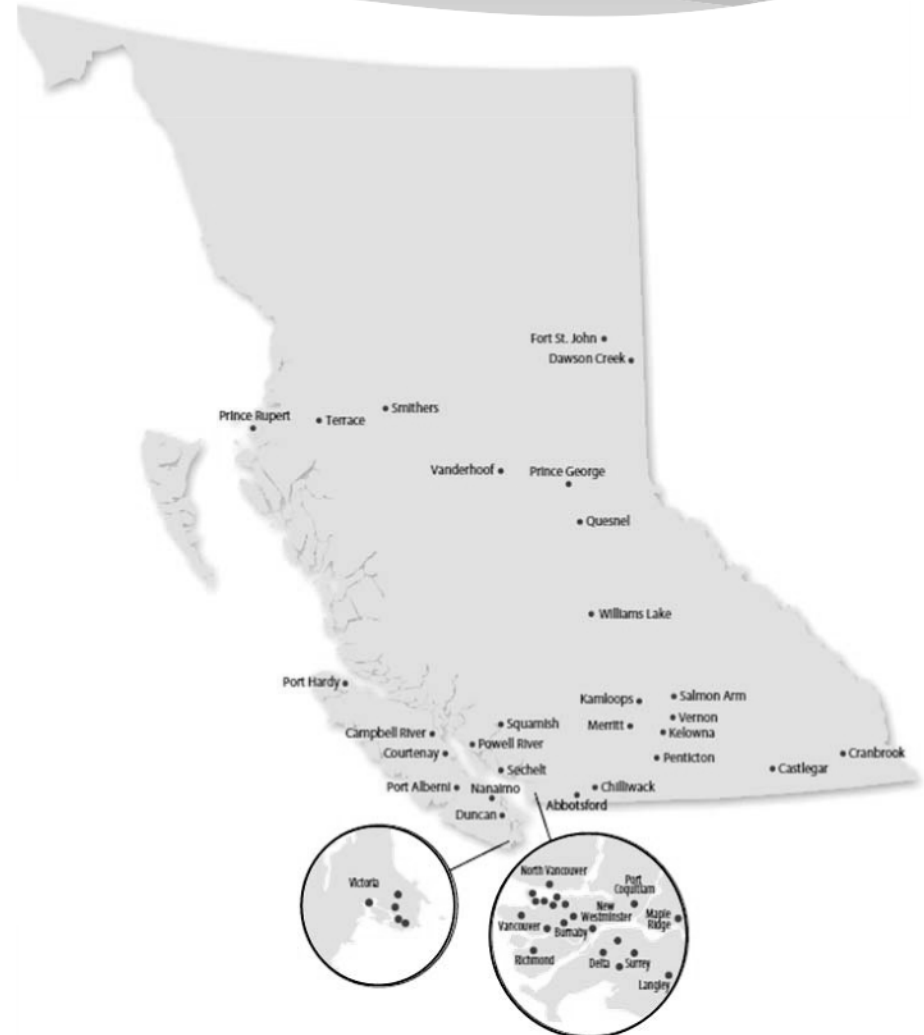 Fort St. John
Dawson Creek
Smithers
Prince Rupert
Terrace
Vanderhoof
Prince George
Quesnel
Williams Lake
Port Hardy
Kamloops
Salmon Arm
Vernon
Squamish
Merritt
Campbell River
Kelowna
Powell River
Courtenay
Cranbrook
Penticton
Sechelt
Castlegar
Port Alberni
Nanaimo
Chilliwack
Abbotsford
Duncan
Victoria
North Vancouver
Port
Coquitlam
New
Westminster
Maple
Ridge
Vancouver
Burnaby
Richmond
Delta
Surrey
Langley